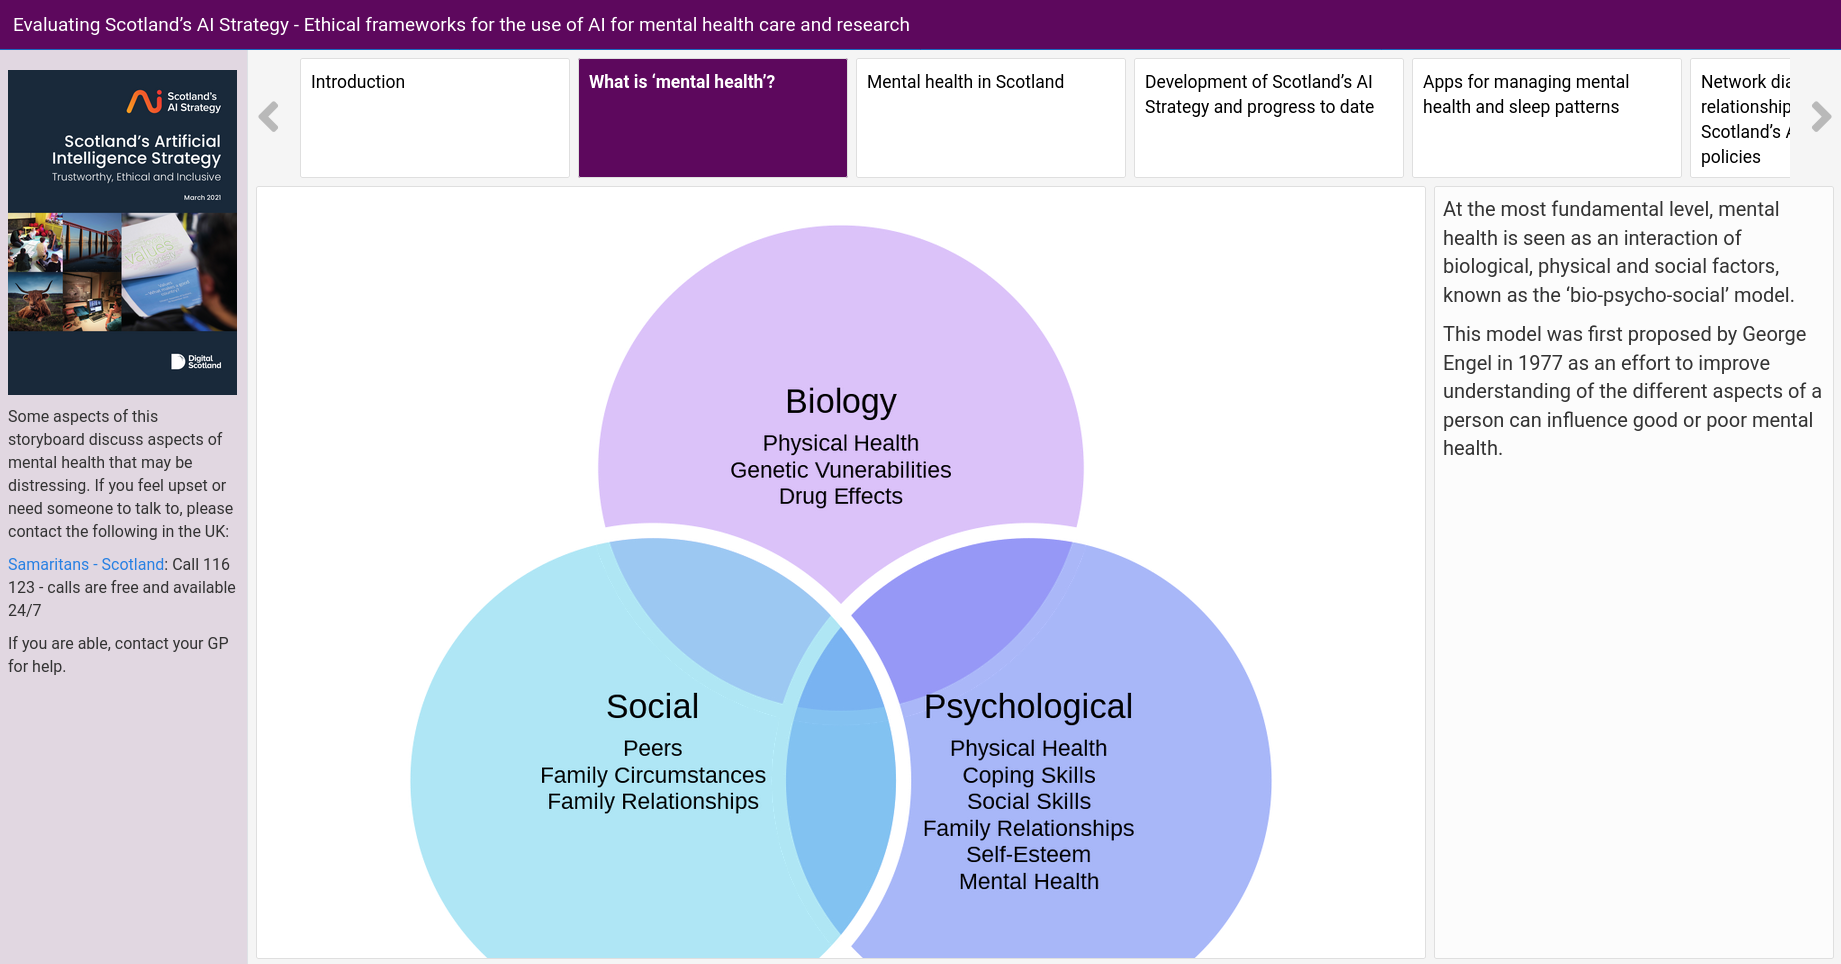 Evaluating Scotland’s AI Strategy - Ethical frameworks for the use of AI for mental health care and research
Scotland’s
AI Strategy
Scotland’s Artificial
Intelligence Strategy
Trustworthy, Ethical and Inclusive
March 2021
values
Digital
Scotland
Some aspects of this
storyboard discuss aspects of
mental health that may be
distressing. If you feel upset or
need someone to talk to, please
contact the following in the UK:
Samaritans - Scotland: Call 116
123 - calls are free and available
24/7
If you are able, contact your GP
for help.
Introduction
What is ‘mental health’?
Mental health in Scotland
Development of Scotland’s AI
Strategy and progress to date
Apps for managing mental
health and sleep patterns
Network dia
relationship
Scotland’s A
policies
Biology
Physical Health
Genetic Vunerabilities
Drug Effects
Social
Peers
Family Circumstances
Family Relationships
Psychological
Physical Health
Coping Skills
Social Skills
Family Relationships
Self-Esteem
Mental Health
At the most fundamental level, mental
health is seen as an interaction of
biological, physical and social factors,
known as the ‘bio-psycho-social’ model.
This model was first proposed by George
Engel in 1977 as an effort to improve
understanding of the different aspects of a
person can influence good or poor mental
health.